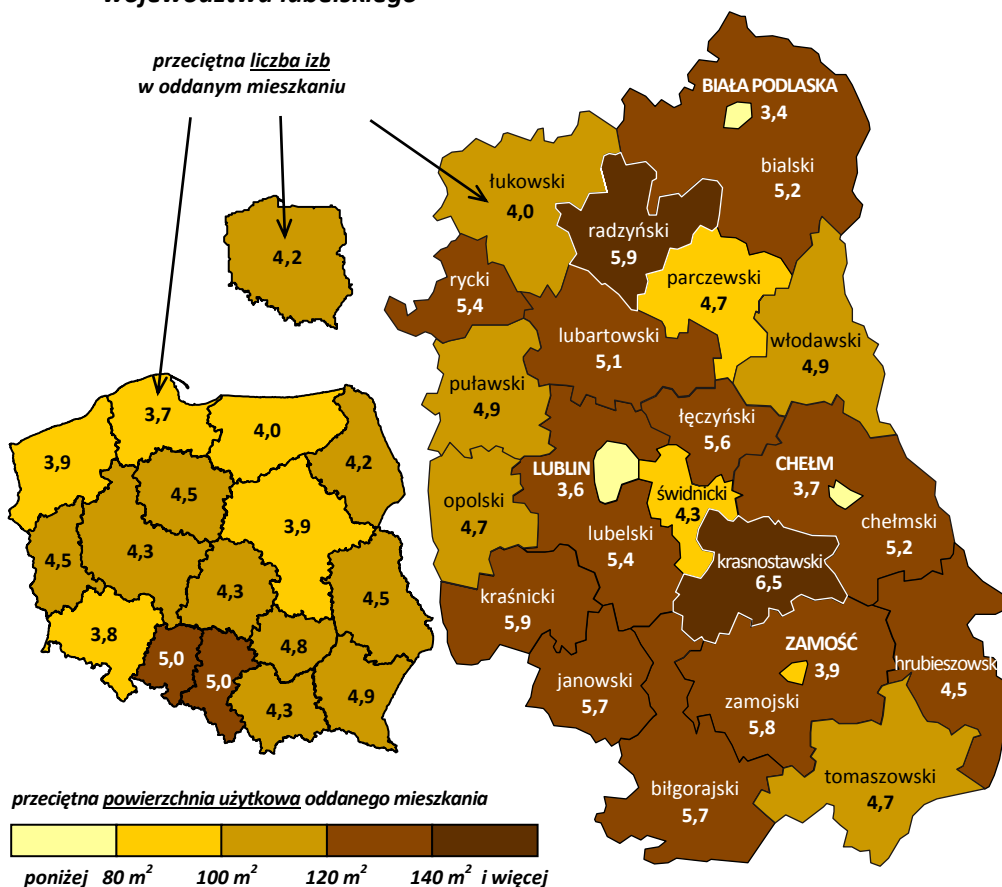 województwa lubelskiego
przeciętna liczba izb
w oddanym mieszkaniu
BIAŁA PODLASKA
3,4
bialski
5,2
łukowski
4,0
radzyński
5,9
4,2
parczewski
4,7
rycki
5,4
lubartowski
5,1
włodawski
4,9
puławski
4,9
łęczyński
5,6
3,7
4,0
3,9
4,2
4,5
3,9
4,5
4,3
4,3
4,5
3,8
5,0
5,0
4,8
4,3
4,9
LUBLIN
3,6
CHEŁM
3,7
opolski
4,7
świdnicki
4,3
lubelski
5,4
chełmski
5,2
krasnostawski
6,5
kraśnicki
5,9
ZAMOŚĆ
3,9
hrubieszowsk
4,5
janowski
5,7
zamojski
5,8
biłgorajski
5,7
tomaszowski
4,7
przeciętna powierzchnia użytkowa oddanego mieszkania
poniżej 80 m² 100 m² 120 m² 140 m² i więcej